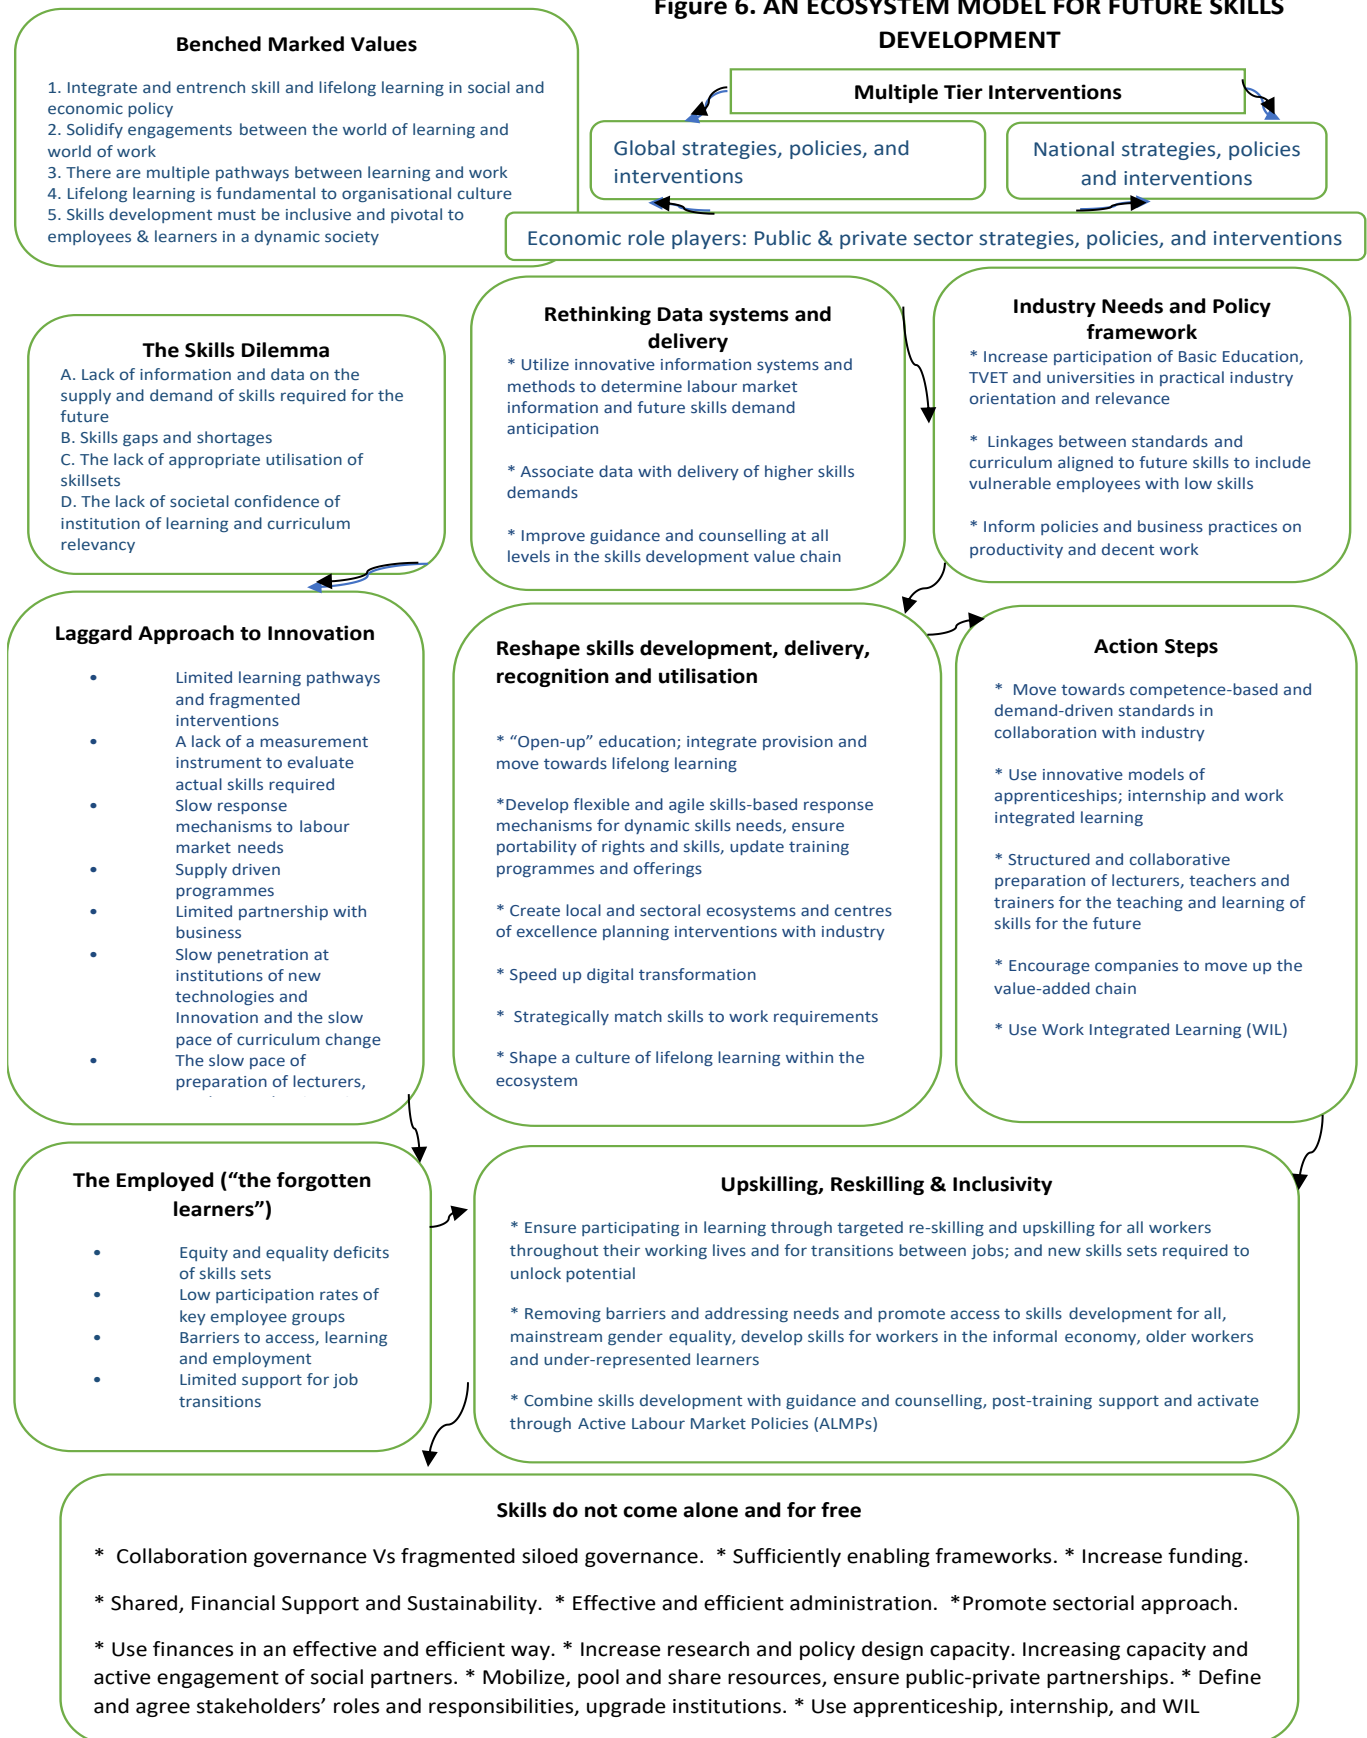 Figure 6. AN ECOSYSTEM MODEL FOR FUTURE SKILLS
DEVELOPMENT
Benched Marked Values
1. Integrate and entrench skill and lifelong learning in social and
economic policy
2. Solidify engagements between the world of learning and
world of work
3. There are multiple pathways between learning and work
4. Lifelong learning is fundamental to organisational culture
5. Skills development must be inclusive and pivotal to
employees & learners in a dynamic society
Multiple Tier Interventions
Global strategies, policies, and
interventions
National strategies, policies
and interventions
Economic role players: Public & private sector strategies, policies, and interventions
The Skills Dilemma
A. Lack of information and data on the
supply and demand of skills required for the
future
B. Skills gaps and shortages
C. The lack of appropriate utilisation of
skillsets
D. The lack of societal confidence of
institution of learning and curriculum
relevancy
Rethinking Data systems and
delivery
* Utilize innovative information systems and
methods to determine labour market
information and future skills demand
anticipation
* Associate data with delivery of higher skills
demands
* Improve guidance and counselling at all
levels in the skills development value chain
Industry Needs and Policy
framework
* Increase participation of Basic Education,
TVET and universities in practical industry
orientation and relevance
* Linkages between standards and
curriculum aligned to future skills to include
vulnerable employees with low skills
* Inform policies and business practices on
productivity and decent work
Laggard Approach to Innovation
• Limited learning pathways
and fragmented
interventions
• A lack of a measurement
instrument to evaluate
actual skills required
• Slow response
mechanisms to labour
market needs
• Supply driven
programmes
• Limited partnership with
business
• Slow penetration at
institutions of new
technologies and
Innovation and the slow
pace of curriculum change
• The slow pace of
preparation of lecturers,
Reshape skills development, delivery,
recognition and utilisation
* “Open-up” education; integrate provision and
move towards lifelong learning
*Develop flexible and agile skills-based response
mechanisms for dynamic skills needs, ensure
portability of rights and skills, update training
programmes and offerings
* Create local and sectoral ecosystems and centres
of excellence planning interventions with industry
* Speed up digital transformation
* Strategically match skills to work requirements
* Shape a culture of lifelong learning within the
ecosystem
Action Steps
* Move towards competence-based and
demand-driven standards in
collaboration with industry
* Use innovative models of
apprenticeships; internship and work
integrated learning
* Structured and collaborative
preparation of lecturers, teachers and
trainers for the teaching and learning of
skills for the future
* Encourage companies to move up the
value-added chain
* Use Work Integrated Learning (WIL)
The Employed (“the forgotten
learners”)
• Equity and equality deficits
of skills sets
• Low participation rates of
key employee groups
• Barriers to access, learning
and employment
• Limited support for job
transitions
Upskilling, Reskilling & Inclusivity
* Ensure participating in learning through targeted re-skilling and upskilling for all workers
throughout their working lives and for transitions between jobs; and new skills sets required to
unlock potential
* Removing barriers and addressing needs and promote access to skills development for all,
mainstream gender equality, develop skills for workers in the informal economy, older workers
and under-represented learners
* Combine skills development with guidance and counselling, post-training support and activate
through Active Labour Market Policies (ALMPs)
Skills do not come alone and for free
* Collaboration governance Vs fragmented siloed governance. * Sufficiently enabling frameworks. * Increase funding.
* Shared, Financial Support and Sustainability. * Effective and efficient administration. *Promote sectorial approach.
* Use finances in an effective and efficient way. * Increase research and policy design capacity. Increasing capacity and
active engagement of social partners. * Mobilize, pool and share resources, ensure public-private partnerships. * Define
and agree stakeholders’ roles and responsibilities, upgrade institutions. * Use apprenticeship, internship, and WIL